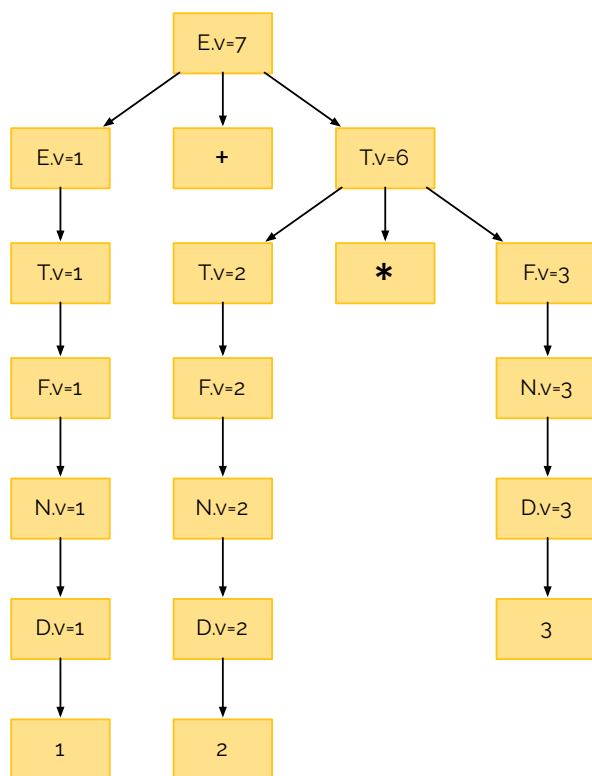 E.v=7
E.v=1 + T.v=6
T.v=1 T.v=2 * F.v=3
F.v=1 F.v=2 N.v=3
N.v=1 N.v=2 D.v=3
D.v=1 D.v=2 3
1 2